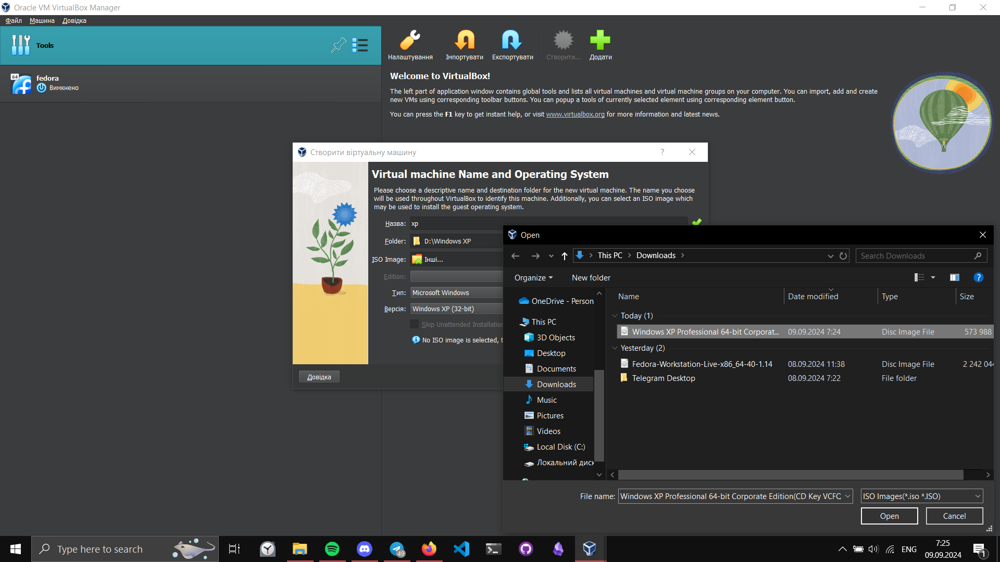 Oracle VM VirtualBox Manager
Файл Машина Довідка
Tools
64
fedora
Вимкнено
Налаштування Імпортувати Експортувати Створити... Додати
Welcome to VirtualBox!
The left part of application window contains global tools and lists all virtual machines and virtual machine groups on your computer. You can import, add and create
new VMs using corresponding toolbar buttons. You can popup a tools of currently selected element using corresponding element button.
You can press the F1 key to get instant help, or visit www.virtualbox.org for more information and latest news.
Створити віртуальну машину ?
Virtual machine Name and Operating System
Please choose a descriptive name and destination folder for the new virtual machine. The name you choose
will be used throughout VirtualBox to identify this machine. Additionally, you can select an ISO image which
may be used to install the guest operating system.
Назва: xp
Folder: D:\Windows XP
ISO Image: Інші...
Edition:
Тип: Microsoft Windows
Версія: Windows XP (32-bit)
Skip Unattended Installation
No ISO image is selected, t
Довідка
Open
This PC Downloads
Search Downloads
Organize New folder
?
OneDrive - Person
This PC
3D Objects
Desktop
Documents
Downloads
Music
Pictures
Videos
Local Disk (C:)
Локальний диск
Name Date modified Type Size
Today (1)
Windows XP Professional 64-bit Corporat... 09.09.2024 7:24 Disc Image File 573 988
Yesterday (2)
Fedora-Workstation-Live-x86_64-40-1.14 08.09.2024 11:38 Disc Image File 2 242 044
Telegram Desktop 08.09.2024 7:22 File folder
File name: Windows XP Professional 64-bit Corporate Edition(CD Key VCFC
ISO Images(*.iso *.ISO)
Open Cancel
Type here to search
49
ENG
7:25
09.09.2024
1